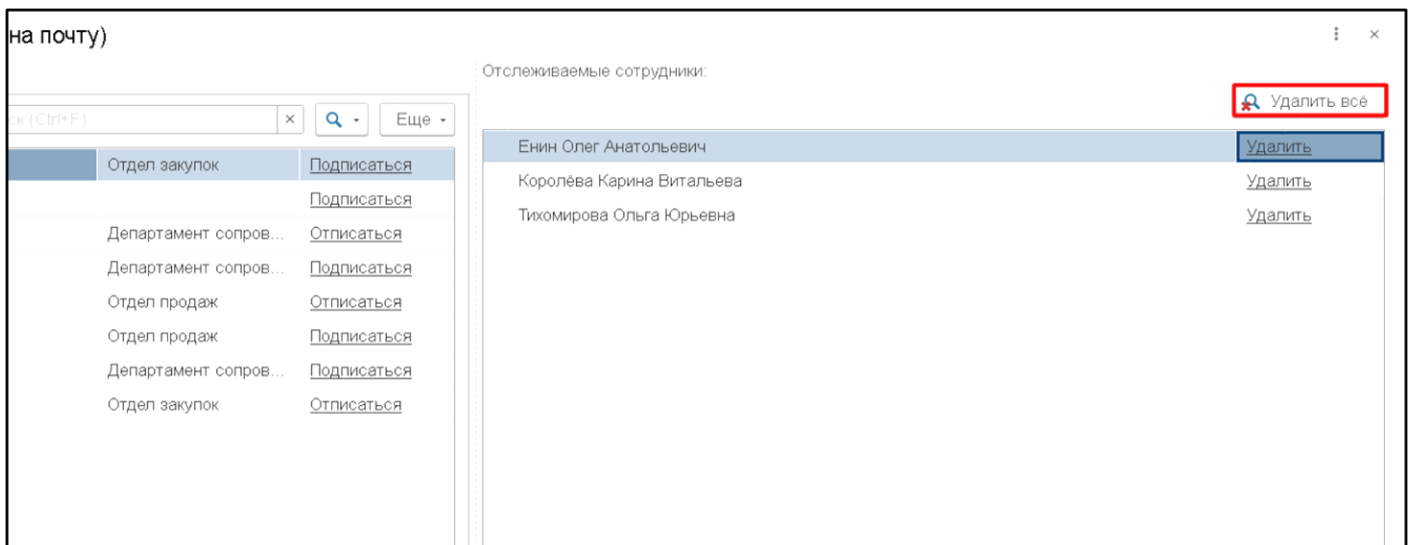 на почту)
Отслеживаемые сотрудники:
Удалить всё
ск (Ctrl+F)
Еще
Отдел закупок Подписаться
Подписаться
Департамент сопров... Отписаться
Департамент сопров... Подписаться
Отдел продаж Отписаться
Отдел продаж Подписаться
Департамент сопров... Подписаться
Отдел закупок Отписаться
Енин Олег Анатольевич Удалить
Королёва Карина Витальева Удалить
Тихомирова Ольга Юрьевна Удалить